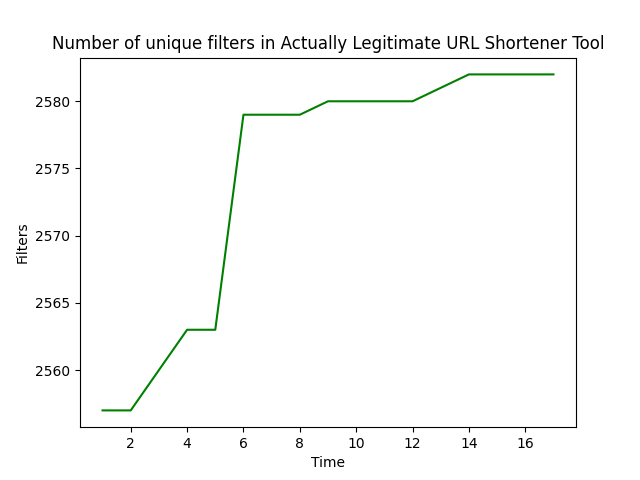 Number of unique filters in Actually Legitimate URL Shortener Tool
2580
2575
2570
2565
2560
Filters
2 4 6 8 10 12 14 16
Time